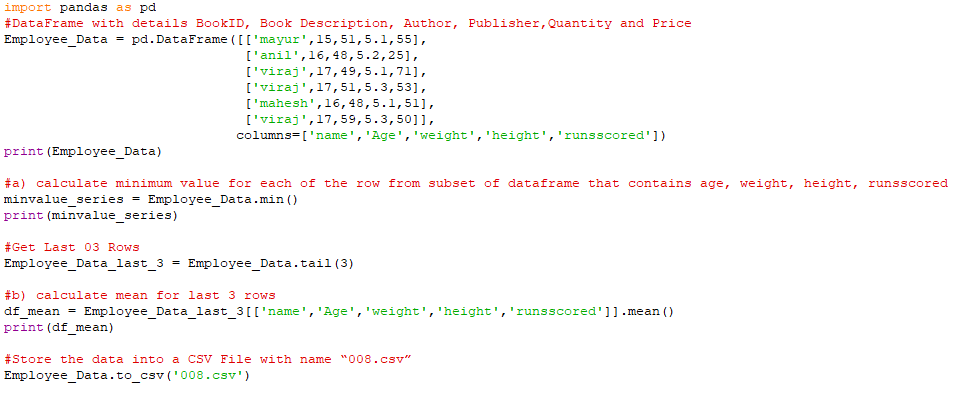 import pandas as pd
#DataFrame with details BookID, Book Description, Author, Publisher,Quantity and Price
Employee_Data = pd.DataFrame([['mayur',15,51,5.1,55],
['anil',16,48,5.2,25],
['viraj',17,49,5.1,71],
['viraj',17,51,5.3,53],
['mahesh',16,48,5.1,51],
['viraj',17,59,5.3,50]],
columns=['name','Age','weight','height','runsscored'])
print(Employee_Data)
#a) calculate minimum value for each of the row from subset of dataframe that contains age, weight, height, runsscored
minvalue_series = Employee_Data.min()
print(minvalue_series)
#Get Last 03 Rows
Employee_Data_last_3 = Employee_Data.tail(3)
#b) calculate mean for last 3 rows
df_mean = Employee_Data_last_3[['name','Age','weight','height','runsscored']].mean()
print(df_mean)
#Store the data into a CSV File with name “008.csv”
Employee_Data.to_csv('008.csv')